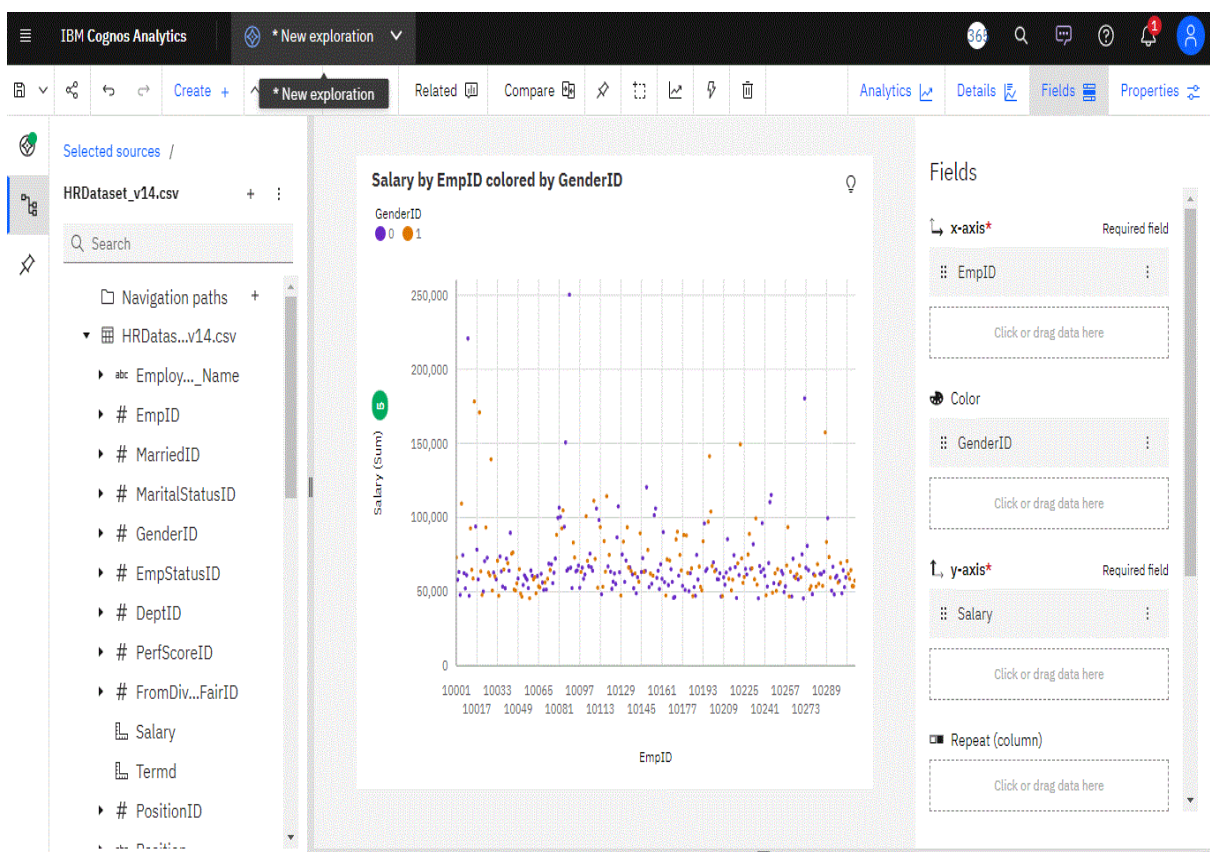 IBM Cognos Analytics
* New exploration
365
1
Create +
* New exploration
Related
Compare
Analytics
Details
Fields
Properties
Selected sources /
HRDataset_v14.csv
Search
Navigation paths
HRDatas...v14.csv
abc Employ..._Name
# EmpID
# MarriedID
# MaritalStatusID
# GenderID
# EmpStatusID
# DeptID
# PerfScoreID
# FromDiv...FairID
Salary
Termd
# PositionID
Salary by EmpID colored by GenderID
GenderID
0 1
250,000
200,000
150,000
100,000
50,000
0
Salary (Sum)
10001 10033 10065 10097 10129 10161 10193 10225 10257 10289
10017 10049 10081 10113 10145 10177 10209 10241 10273
EmpID
Fields
x-axis* Required field
EmpID
Click or drag data here
Color
GenderID
Click or drag data here
y-axis* Required field
Salary
Click or drag data here
Repeat (column)
Click or drag data here